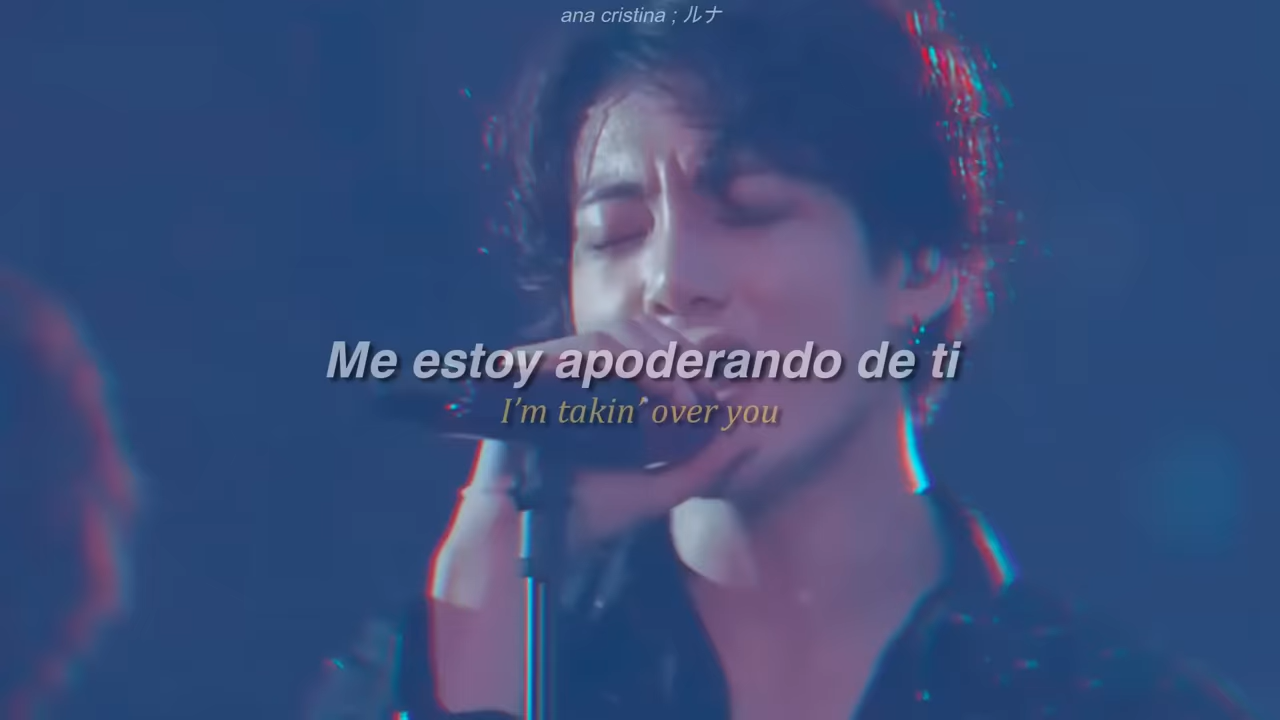 ana cristina ; ルナ
Me estoy apoderando de ti
I'm takin' over you